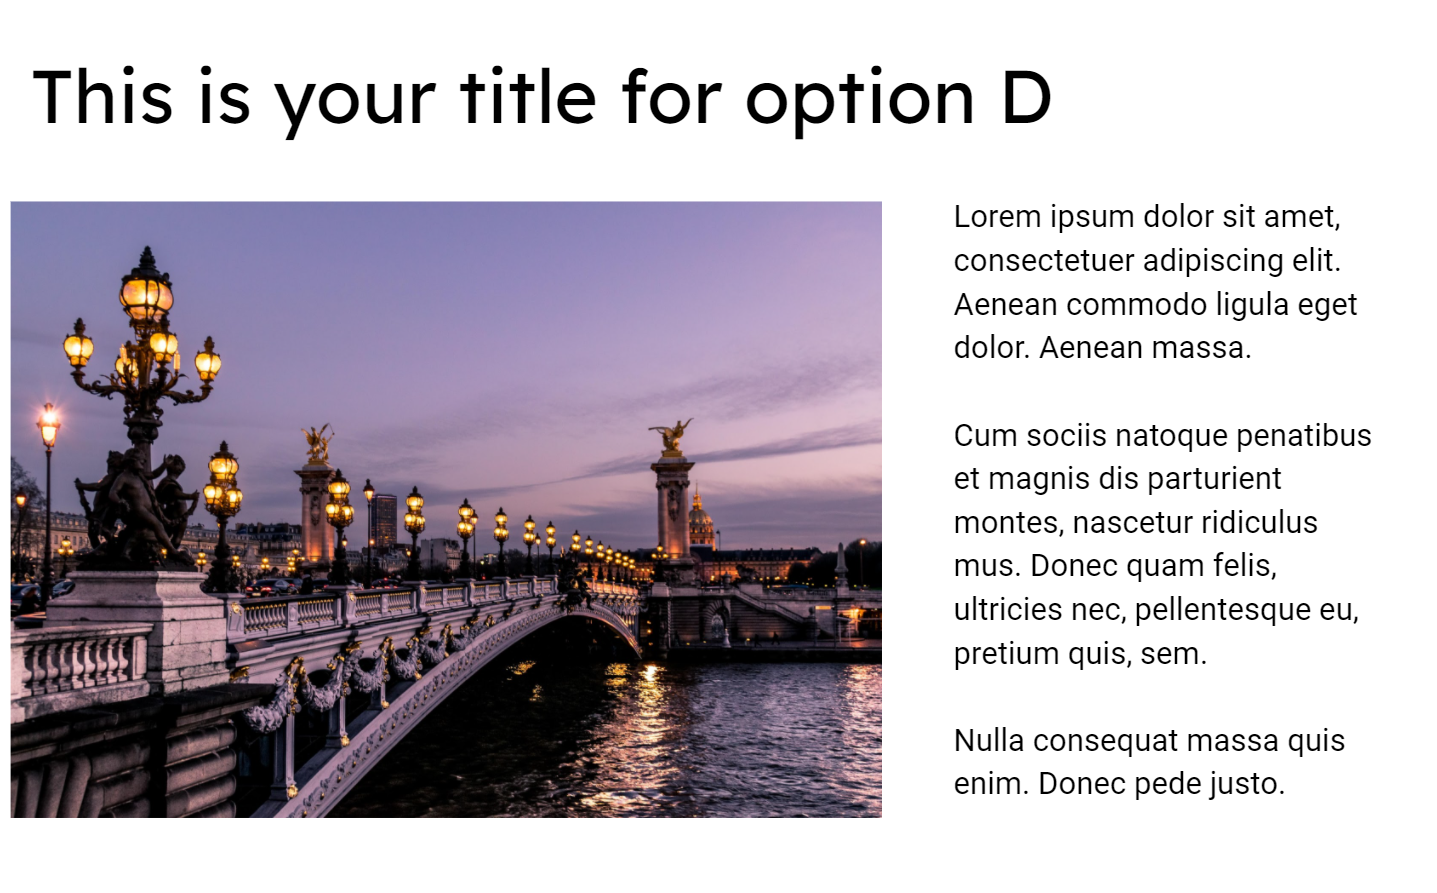 This is your title for option D
Lorem ipsum dolor sit amet,
consectetuer adipiscing elit.
Aenean commodo ligula eget
dolor. Aenean massa.
Cum sociis natoque penatibus
et magnis dis parturient
montes, nascetur ridiculus
mus. Donec quam felis,
ultricies nec, pellentesque eu,
pretium quis, sem.
Nulla consequat massa quis
enim. Donec pede justo.